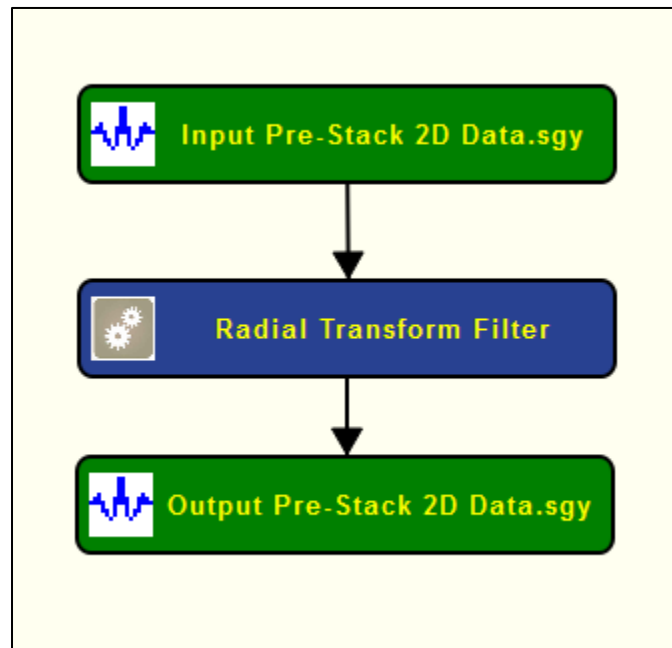 Input Pre-Stack 2D Data.sgy
Radial Transform Filter
Output Pre-Stack 2D Data.sgy